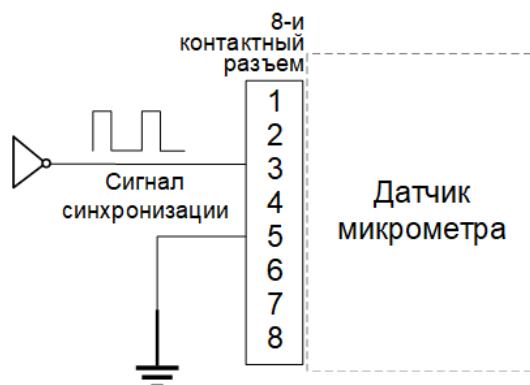 8-и
контактный
разъем
1
2
3
4
5
6
7
8
Сигнал
синхронизации
Датчик
микрометра